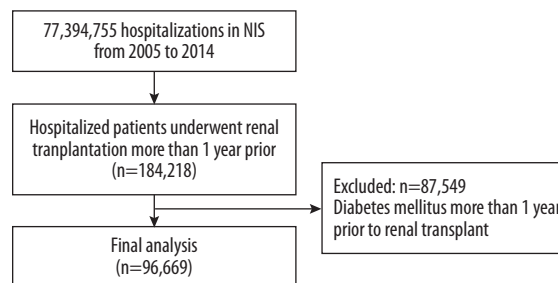 77,394,755 hospitalizations in NIS
from 2005 to 2014
Hospitalized patients underwent renal
tranplantation more than 1 year prior
(n=184,218)
Excluded: n=87,549
Diabetes mellitus more than 1 year
prior to renal transplant
Final analysis
(n=96,669)